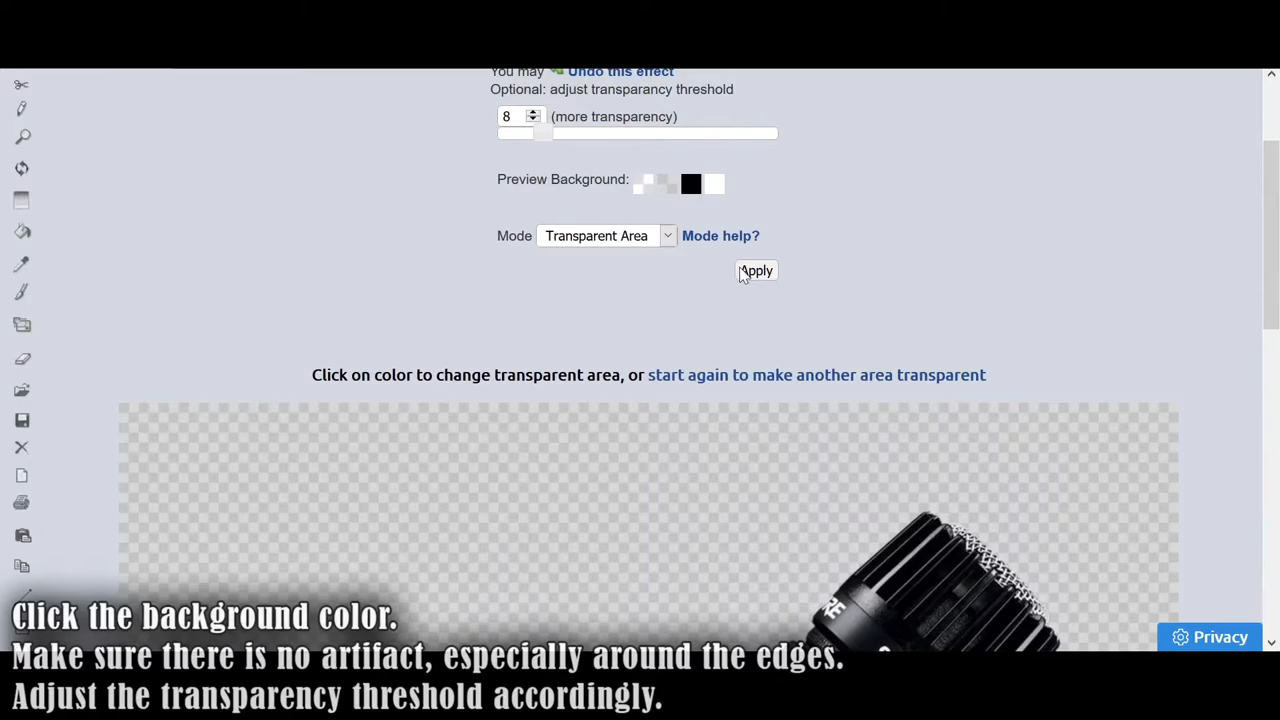 You may Undo this effect
Optional: adjust transparancy threshold
8 (more transparency)
Preview Background:
Mode Transparent Area Mode help?
Apply
Click on color to change transparent area, or start again to make another area transparent
RE
Click the background color.
Privacy
Make sure there is no artifact, especially around the edges.
Adjust the transparency threshold accordingly.